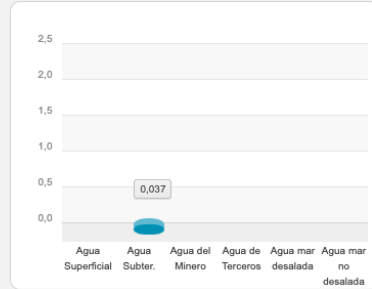 2,5
2,0
1,5
1,0
0,5
0,037
0,0
Agua Superficial
Agua Subter.
Agua del Minero
Agua de Terceros
Agua mar desalada
Agua mar no desalada